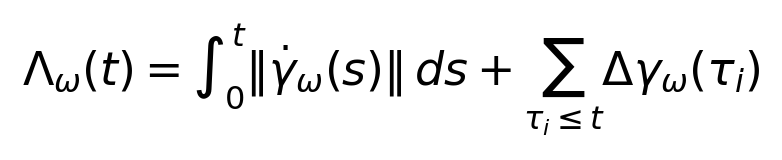 Λ_ω(t) = ∫_0^t ‖γ̇_ω(s)‖ ds + ∑_{τ_i ≤ t} Δγ_ω(τ_i)